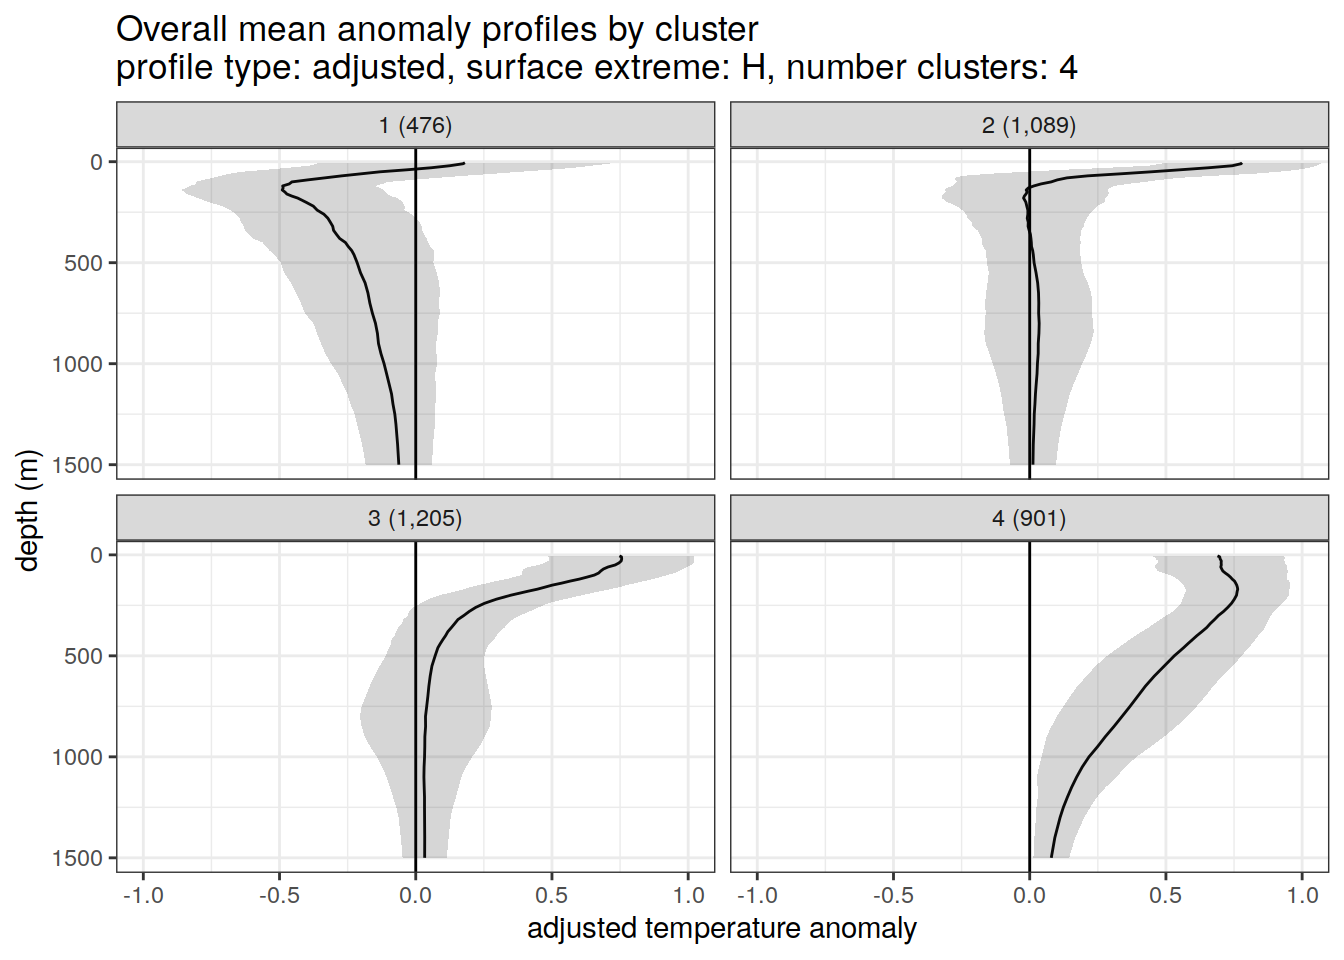 Overall mean anomaly profiles by cluster
profile type: adjusted, surface extreme: H, number clusters: 4
1 (476)
2 (1,089)
0
500
1000
1500
3 (1,205)
4 (901)
0
500
1000
1500
-1.0 -0.5 0.0 0.5 1.0
-1.0 -0.5 0.0 0.5 1.0
depth (m)
adjusted temperature anomaly